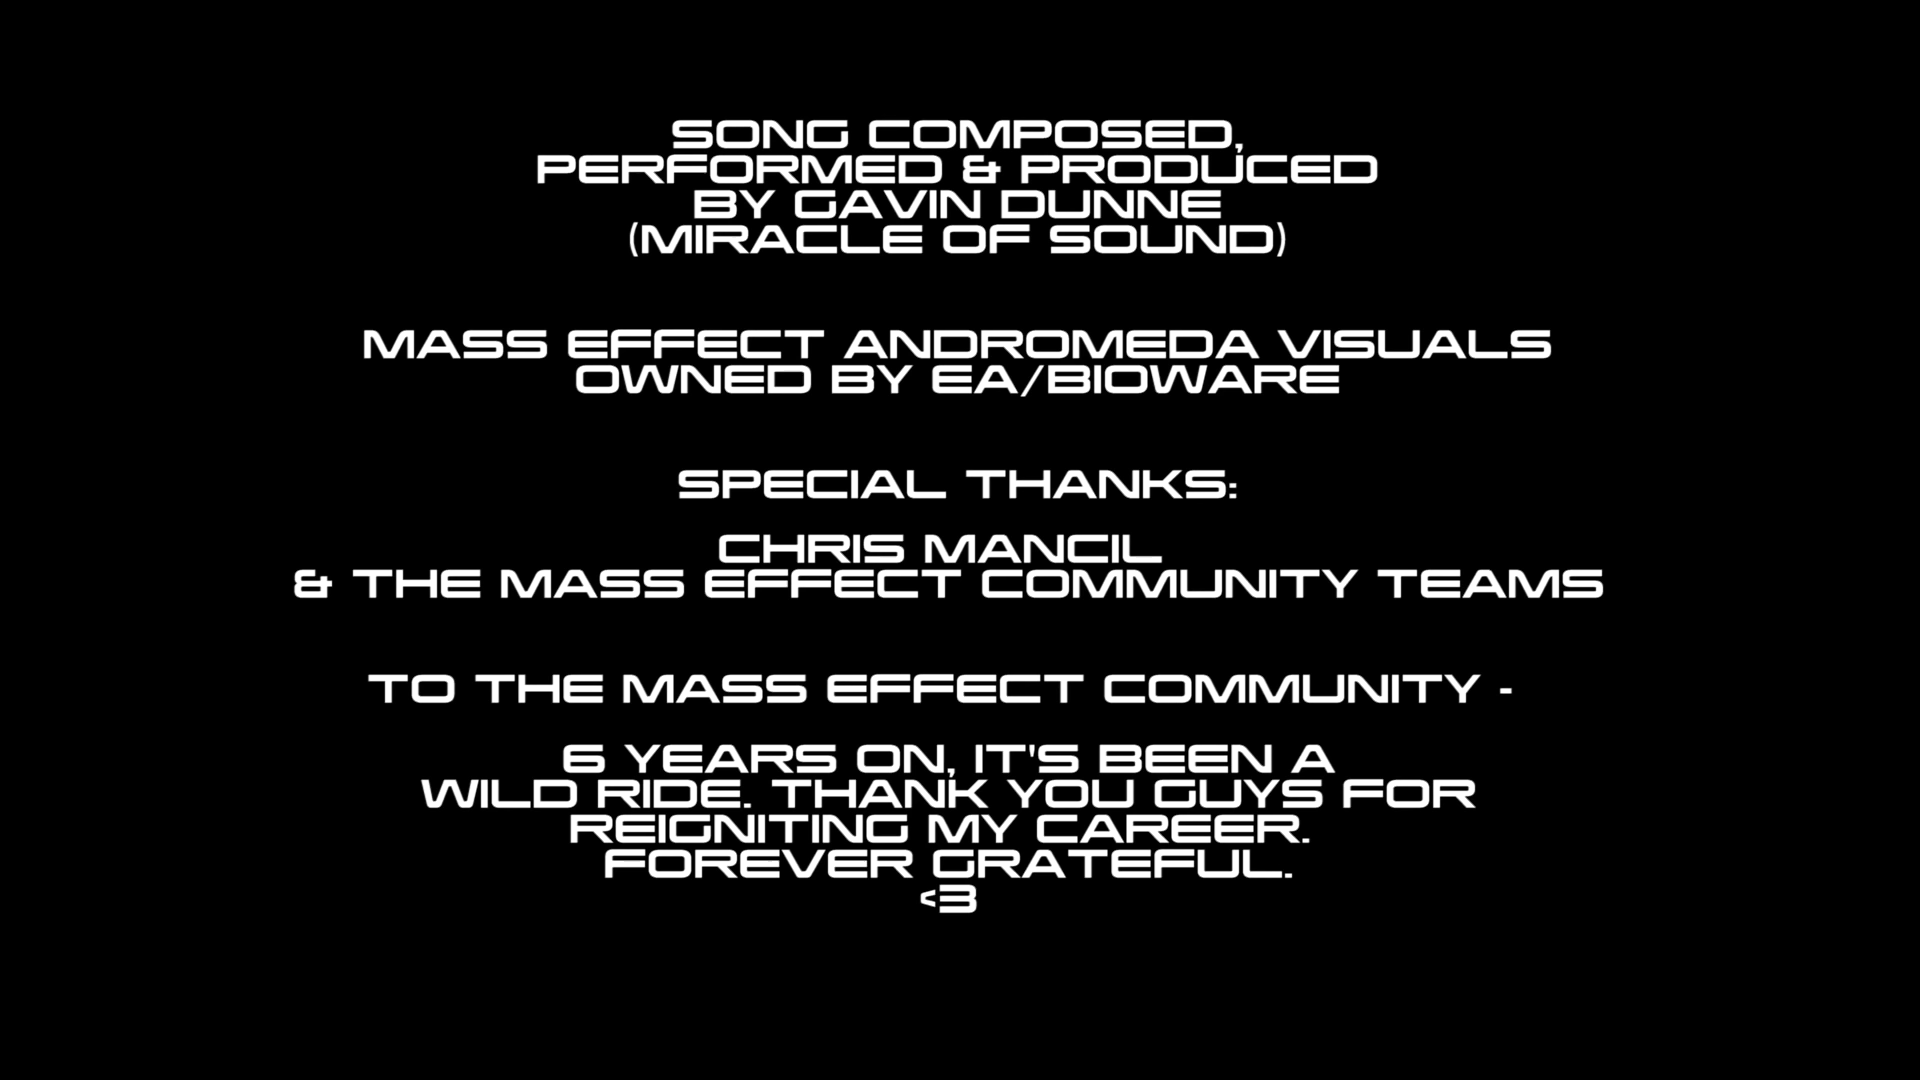 SONG COMPOSED,
PERFORMED & PRODUCED
BY GAVIN DUNNE
(MIRACLE OF SOUND)
MASS EFFECT ANDROMEDA VISUALS
OWNED BY EA/BIOWARE
SPECIAL THANKS:
CHRIS MANCIL
& THE MASS EFFECT COMMUNITY TEAMS
TO THE MASS EFFECT COMMUNITY -
6 YEARS ON, IT'S BEEN A
WILD RIDE. THANK YOU GUYS FOR
REIGNITING MY CAREER.
FOREVER GRATEFUL.
<3